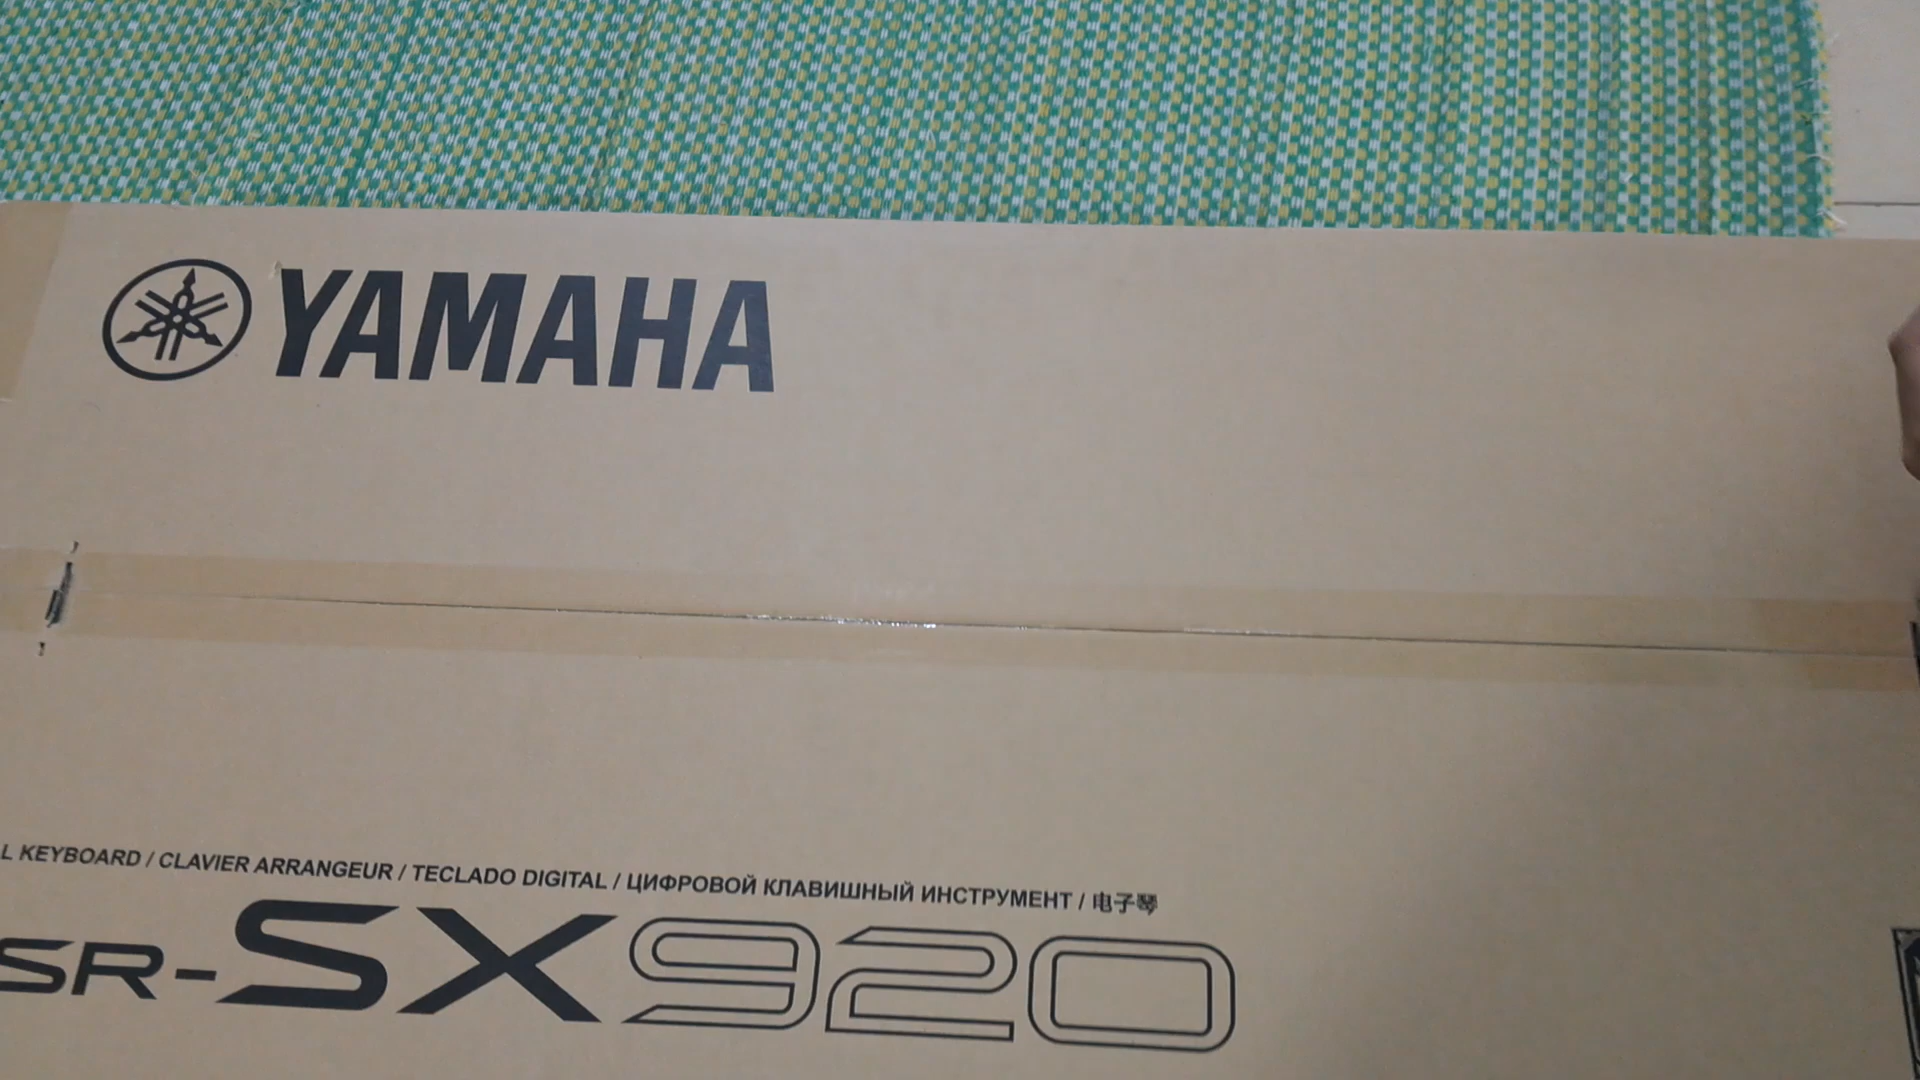 YAMAHA
L KEYBOARD / CLAVIER ARRANGEUR / TECLADO DIGITAL / ЦИФРОВОЙ КЛАВИШНЫЙ ИНСТРУМЕНТ / 电子琴
SR-SX920